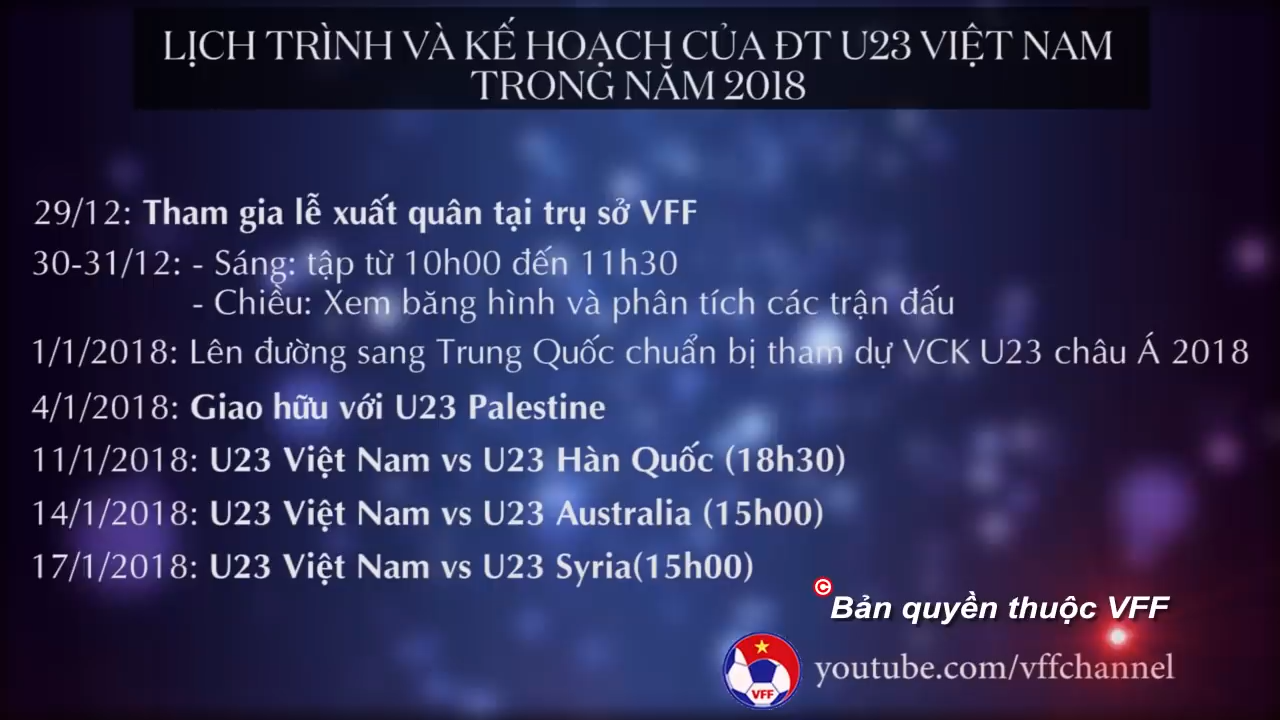 LỊCH TRÌNH VÀ KẾ HOẠCH CỦA ĐT U23 VIỆT NAM
TRONG NĂM 2018
29/12: Tham gia lễ xuất quân tại trụ sở VFF
30-31/12: - Sáng: tập từ 10h00 đến 11h30
- Chiều: Xem băng hình và phân tích các trận đấu
1/1/2018: Lên đường sang Trung Quốc chuẩn bị tham dự VCK U23 châu Á 2018
4/1/2018: Giao hữu với U23 Palestine
11/1/2018: U23 Việt Nam vs U23 Hàn Quốc (18h30)
14/1/2018: U23 Việt Nam vs U23 Australia (15h00)
17/1/2018: U23 Việt Nam vs U23 Syria(15h00)
© Bản quyền thuộc VFF
VFF
youtube.com/vffchannel